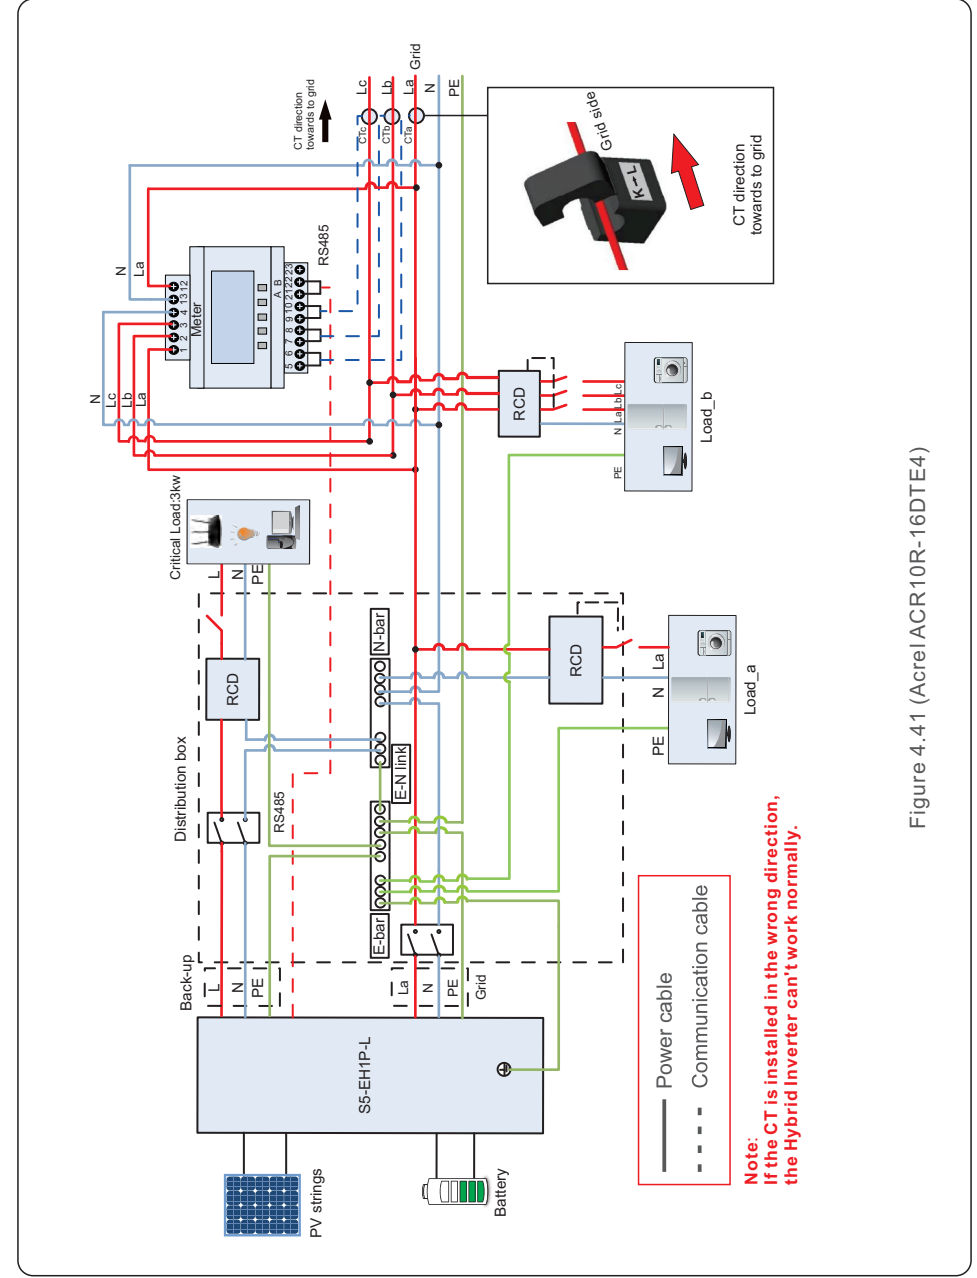 CT direction
towards to grid
Lc
Lb
La
Grid
N
PE
CTc
CTb
CTa
Grid side
K→L
CT direction
towards to grid
N
La
Meter
1
2
3
4
13
12
5
6
7
8
9
10
21
22
23
A B
RS485
N
Lc
Lb
La
Critical Load:3kw
L
N
PE
RCD
N
La
Lb
Lc
PE
Load_b
Distribution box
RCD
N-bar
E-N link
RS485
E-bar
RCD
La
N
PE
Load_a
Back-up
L
N
PE
La
N
PE
Grid
S5-EH1P-L
PV strings
Battery
Power cable
Communication cable
Note:
If the CT is installed in the wrong direction,
the Hybrid Inverter can't work normally.
Figure 4.41 (Acrel ACR10R-16DTE4)